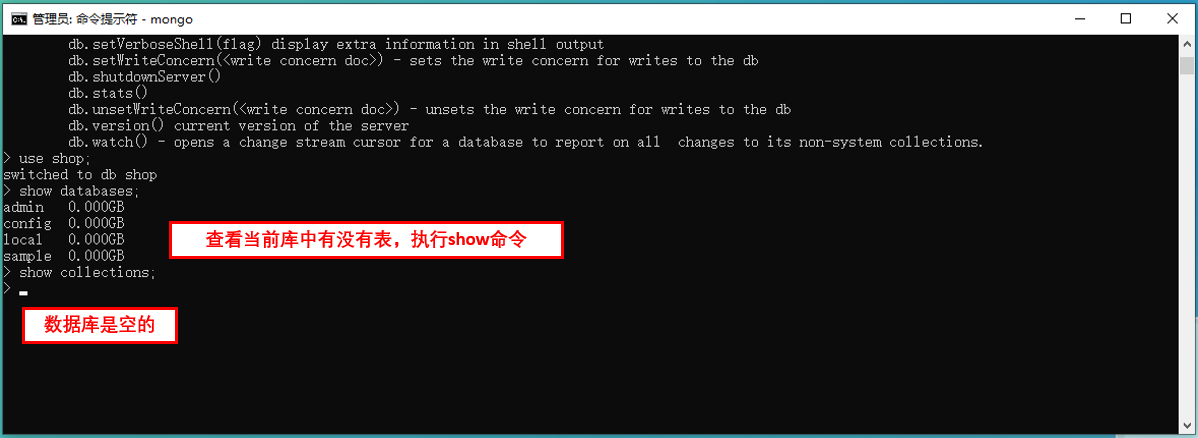 管理员: 命令提示符 - mongo
db.setVerboseShell(flag) display extra information in shell output
db.setWriteConcern(<write concern doc>) - sets the write concern for writes to the db
db.shutdownServer()
db.stats()
db.unsetWriteConcern(<write concern doc>) - unsets the write concern for writes to the db
db.version() current version of the server
db.watch() - opens a change stream cursor for a database to report on all  changes to its non-system collections.
> use shop;
switched to db shop
> show databases;
admin   0.000GB
config  0.000GB
local   0.000GB
sample  0.000GB
查看当前库中有没有表，执行show命令
> show collections;
>
数据库是空的